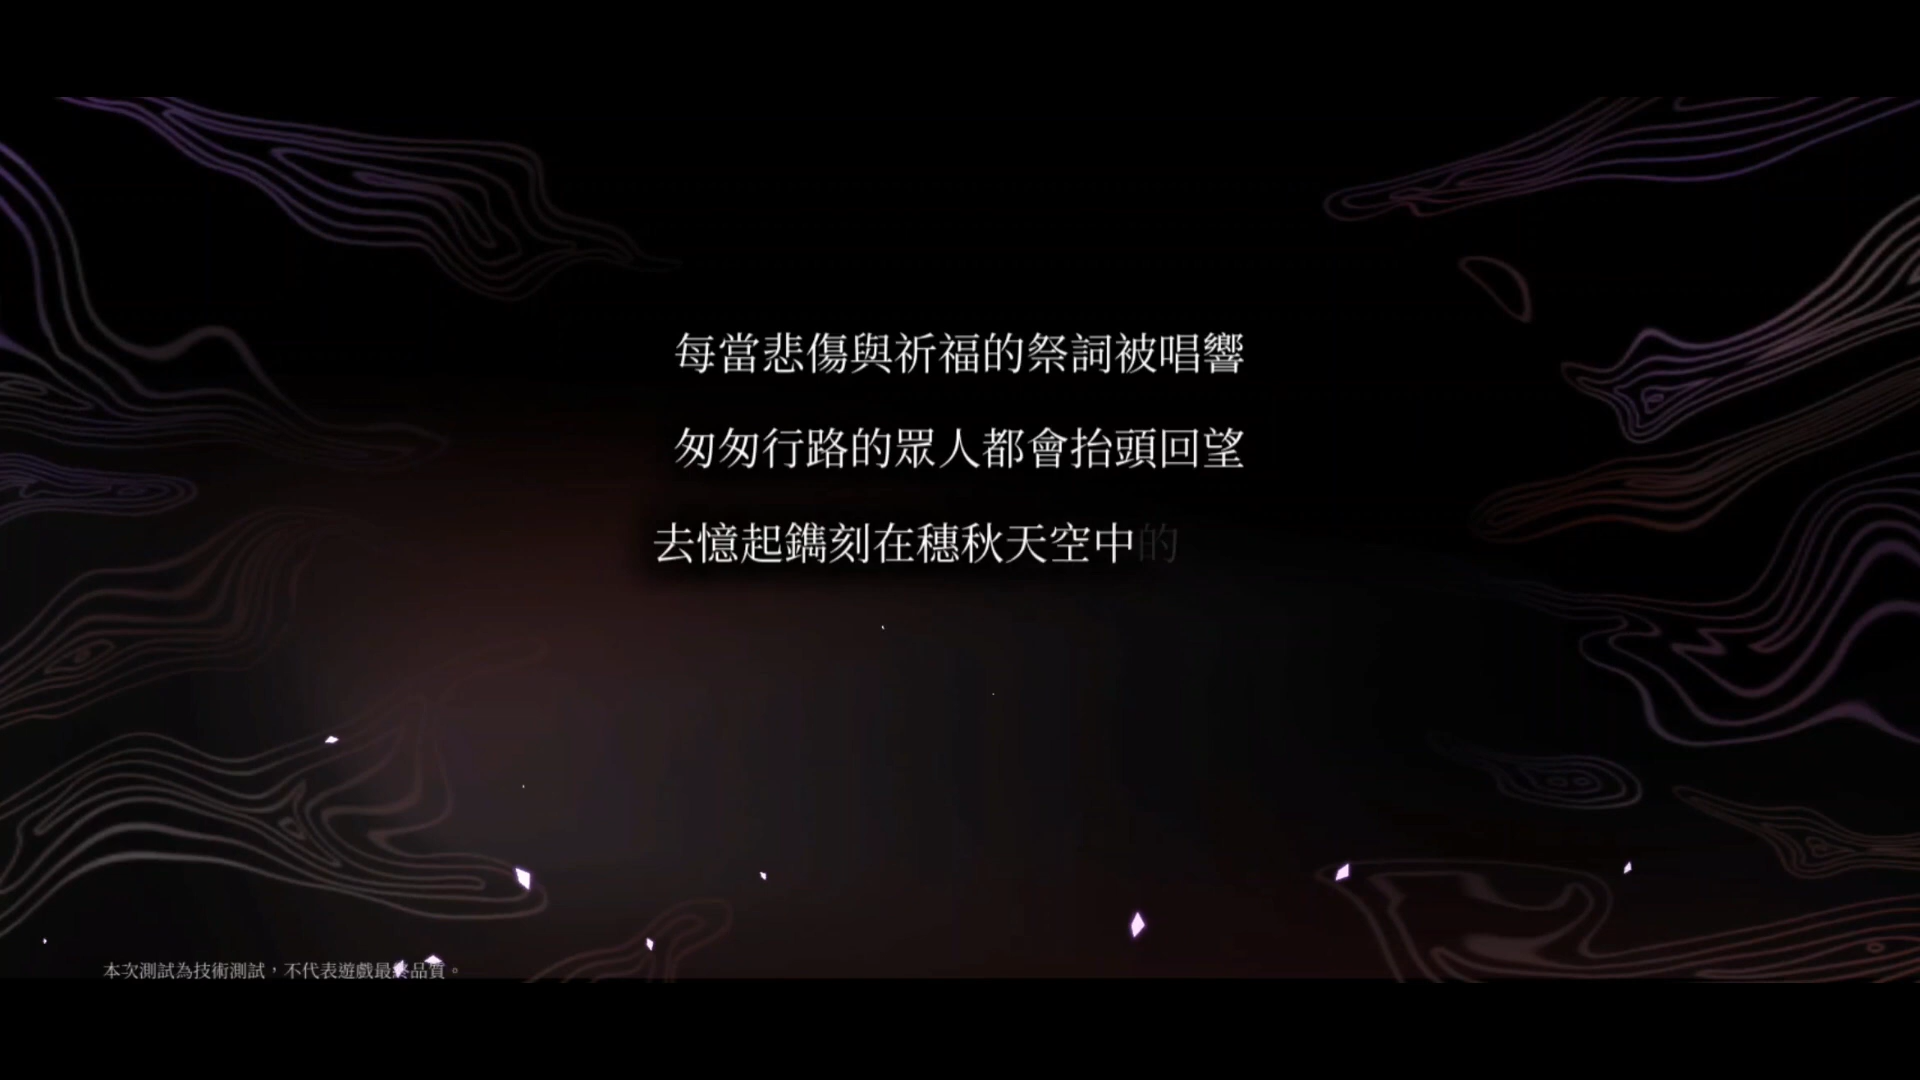 每當悲傷與祈福的祭詞被唱響
匆匆行路的眾人都會抬頭回望
去憶起鐫刻在穗秋天空中的
本次測試為技術測試，不代表遊戲最終品質。